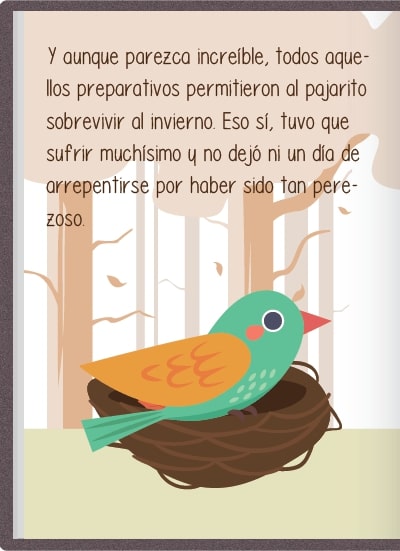 Y aunque parezca increíble, todos aque-
llos preparativos permitieron al pajarito
sobrevivir al invierno. Eso sí, tuvo que
sufrir muchísimo y no dejó ni un día de
arrepentirse por haber sido tan pere-
zoso.